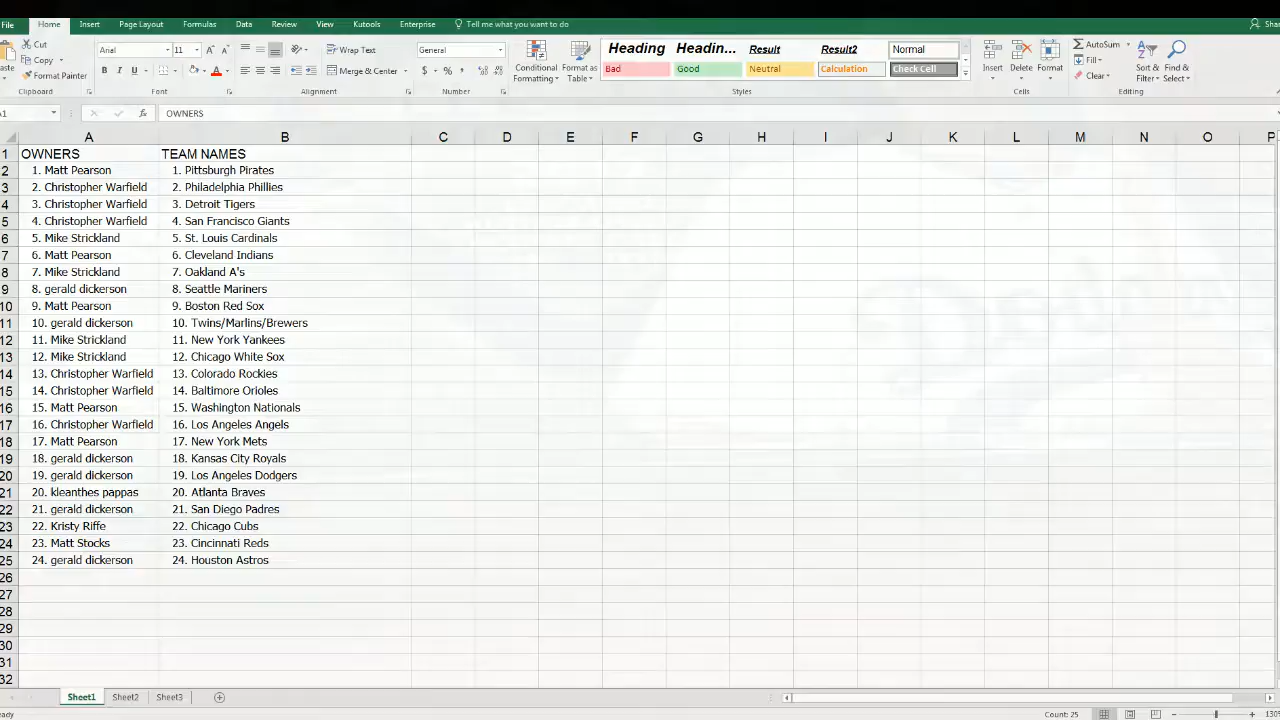 File Home Insert Page Layout Formulas Data Review View Kutools Enterprise Tell me what you want to do
Cut Arial 11 Wrap Text General Heading Headin... Result Result2 Normal AutoSum
Copy Fill
Format Painter Merge & Center Conditional Formatting Format as Table Bad Good Neutral Calculation Check Cell Insert Delete Format Clear Sort & Filter Find & Select
Clipboard Font Alignment Number Styles Cells Editing
OWNERS
A B C D E F G H I J K L M N O P
1 OWNERS TEAM NAMES
2 1. Matt Pearson 1. Pittsburgh Pirates
3 2. Christopher Warfield 2. Philadelphia Phillies
4 3. Christopher Warfield 3. Detroit Tigers
5 4. Christopher Warfield 4. San Francisco Giants
6 5. Mike Strickland 5. St. Louis Cardinals
7 6. Matt Pearson 6. Cleveland Indians
8 7. Mike Strickland 7. Oakland A's
9 8. gerald dickerson 8. Seattle Mariners
10 9. Matt Pearson 9. Boston Red Sox
11 10. gerald dickerson 10. Twins/Marlins/Brewers
12 11. Mike Strickland 11. New York Yankees
13 12. Mike Strickland 12. Chicago White Sox
14 13. Christopher Warfield 13. Colorado Rockies
15 14. Christopher Warfield 14. Baltimore Orioles
16 15. Matt Pearson 15. Washington Nationals
17 16. Christopher Warfield 16. Los Angeles Angels
18 17. Matt Pearson 17. New York Mets
19 18. gerald dickerson 18. Kansas City Royals
20 19. gerald dickerson 19. Los Angeles Dodgers
21 20. kleanthes pappas 20. Atlanta Braves
22 21. gerald dickerson 21. San Diego Padres
23 22. Kristy Riffe 22. Chicago Cubs
24 23. Matt Stocks 23. Cincinnati Reds
25 24. gerald dickerson 24. Houston Astros
26
27
28
29
30
31
32
Sheet1 Sheet2 Sheet3
Count: 25